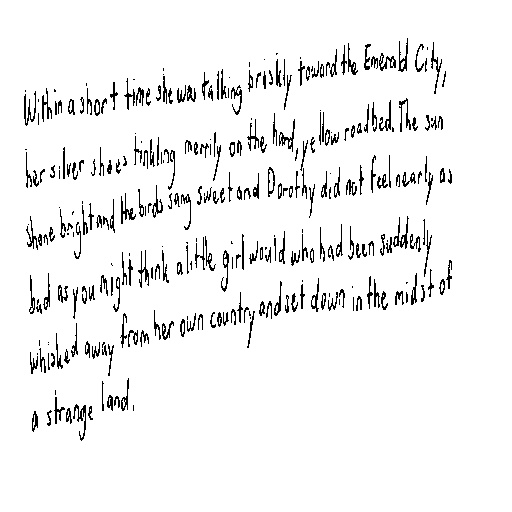 Within a short time she was talking briskly toward the Emerald City,
her silver shoes tinkling merrily on the hard, yellow roadbed. The sun
shone bright and the birds sang sweet and Dorothy did not feel nearly as
bad as you might think a little girl would who had been suddenly
whisked away from her own country and set down in the midst of
a strange land.